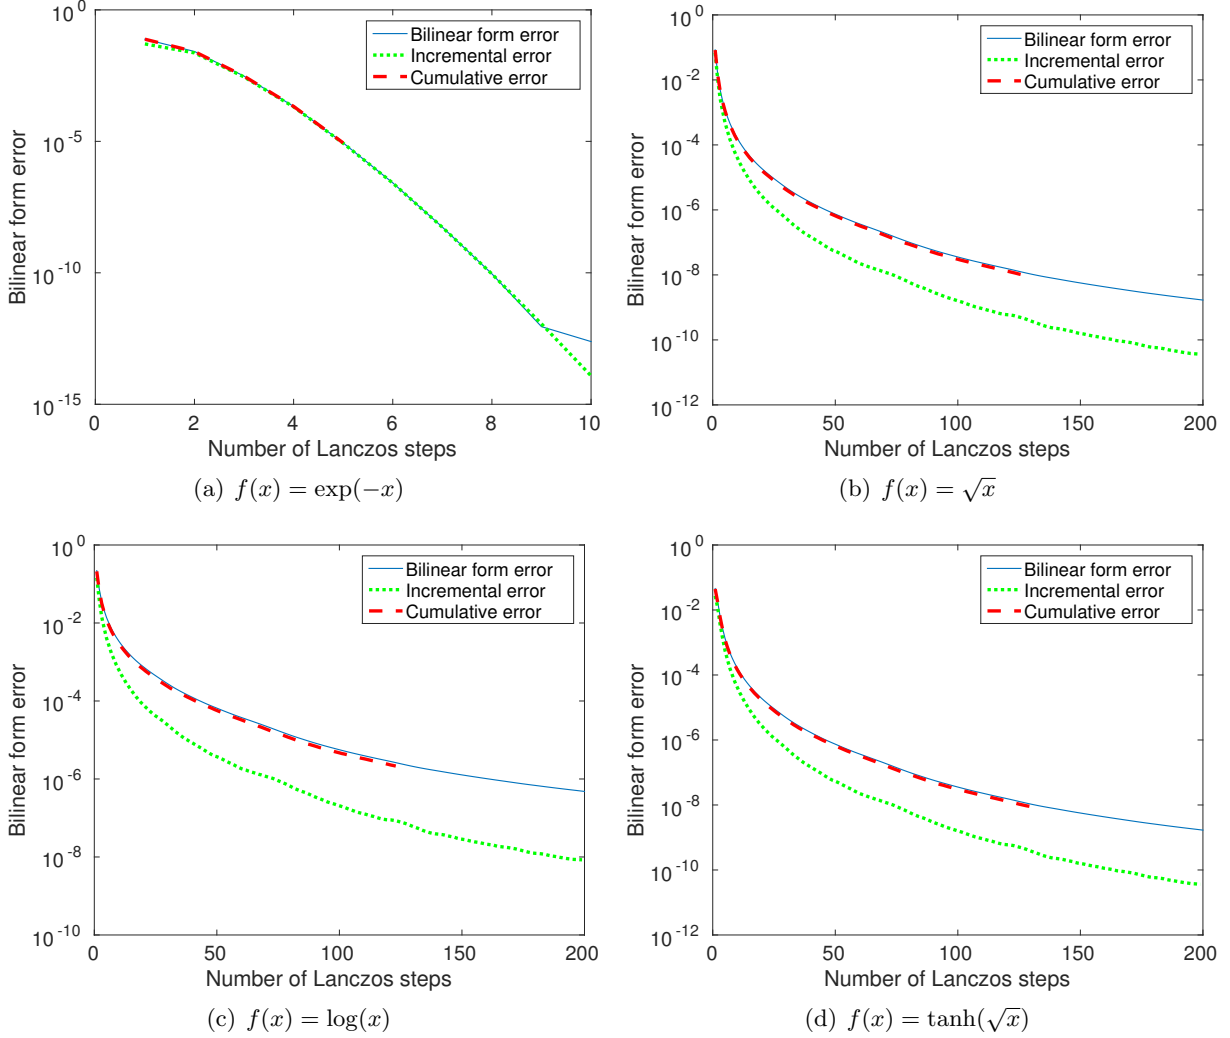 10^0
10^-5
10^-10
10^-15
Bilinear form error
0 2 4 6 8 10
Number of Lanczos steps
Bilinear form error
Incremental error
Cumulative error
(a) f(x) = exp(−x)
10^-2
10^-4
10^-6
10^-8
10^-10
10^-12
Bilinear form error
0 50 100 150 200
Number of Lanczos steps
Bilinear form error
Incremental error
Cumulative error
(b) f(x) = √x
10^0
10^-2
10^-4
10^-6
10^-8
10^-10
Bilinear form error
0 50 100 150 200
Number of Lanczos steps
Bilinear form error
Incremental error
Cumulative error
(c) f(x) = log(x)
10^0
10^-2
10^-4
10^-6
10^-8
10^-10
10^-12
Bilinear form error
0 50 100 150 200
Number of Lanczos steps
Bilinear form error
Incremental error
Cumulative error
(d) f(x) = tanh(√x)